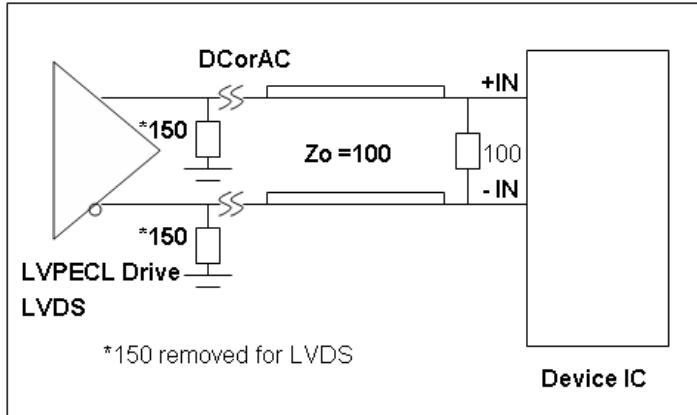 DCorAC
+IN
*150
Zo =100
100
- IN
*150
LVPECL Drive
LVDS
*150 removed for LVDS
Device IC